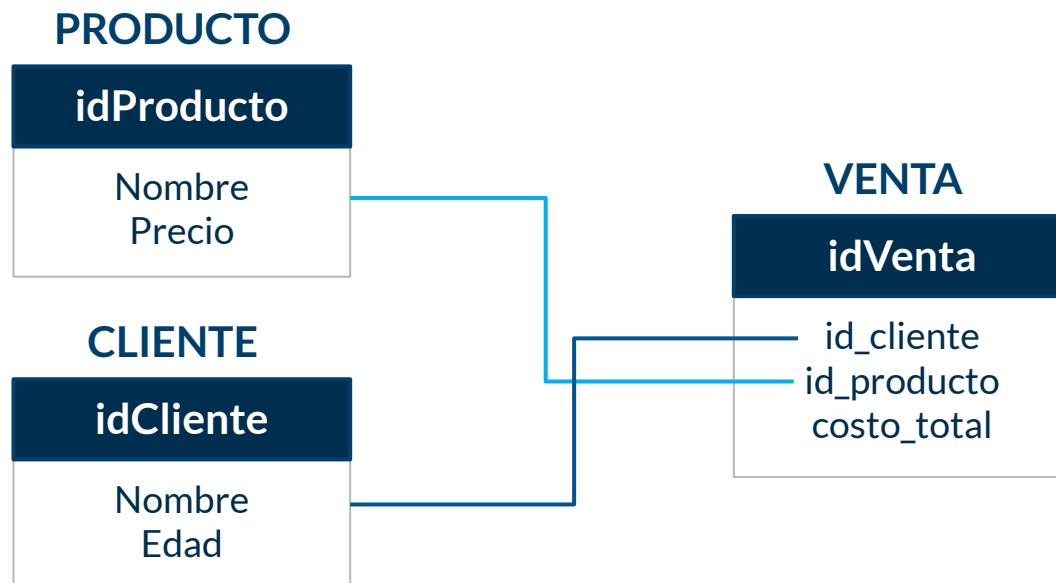 PRODUCTO
idProducto
Nombre
Precio
CLIENTE
idCliente
Nombre
Edad
VENTA
idVenta
id_cliente
id_producto
costo_total